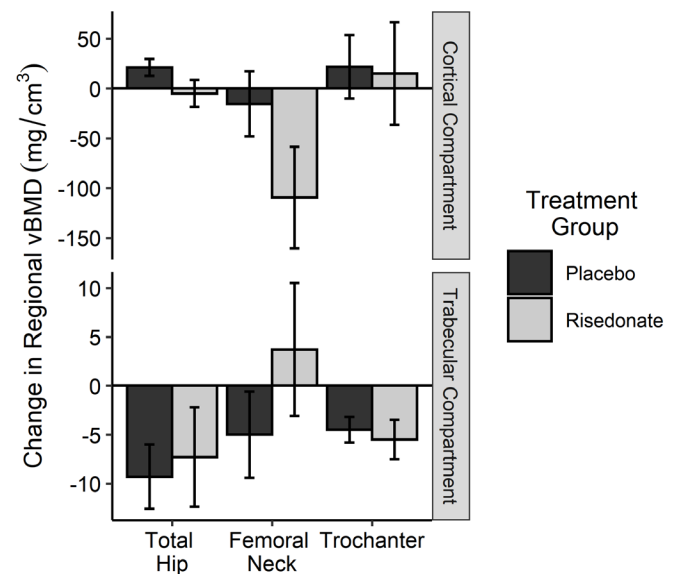 Change in Regional vBMD (mg/cm³)
50
0
-50
-100
-150
Cortical Compartment
10
5
0
-5
-10
Trabecular Compartment
Total
Hip
Femoral
Neck
Trochanter
Treatment
Group
Placebo
Risedonate